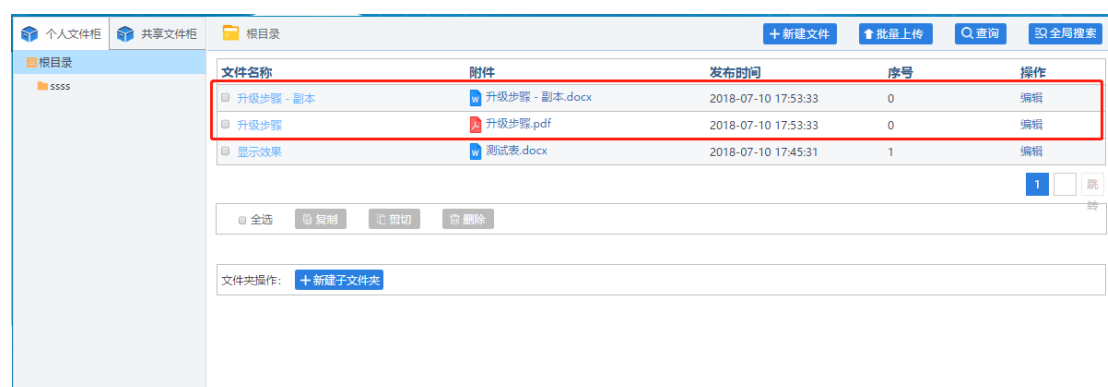 个人文件柜 共享文件柜 根目录 新建文件 批量上传 查询 全局搜索
根目录
ssss
文件名称 附件 发布时间 序号 操作
升级步骤 - 副本 升级步骤 - 副本.docx 2018-07-10 17:53:33 0 编辑
升级步骤 升级步骤.pdf 2018-07-10 17:53:33 0 编辑
显示效果 测试表.docx 2018-07-10 17:45:31 1 编辑
1 跳
转
全选 复制 剪切 删除
文件夹操作: 新建子文件夹